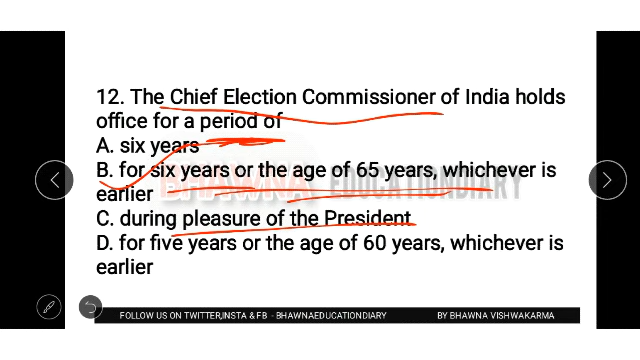 12. The Chief Election Commissioner of India holds
office for a period of
A. six years
B. for six years or the age of 65 years, whichever is
earlier
BHAWNA EDUCATIONDIARY
C. during pleasure of the President
D. for five years or the age of 60 years, whichever is
earlier
FOLLOW US ON TWITTER,INSTA & FB - BHAWNAEDUCATIONDIARY BY BHAWNA VISHWAKARMA